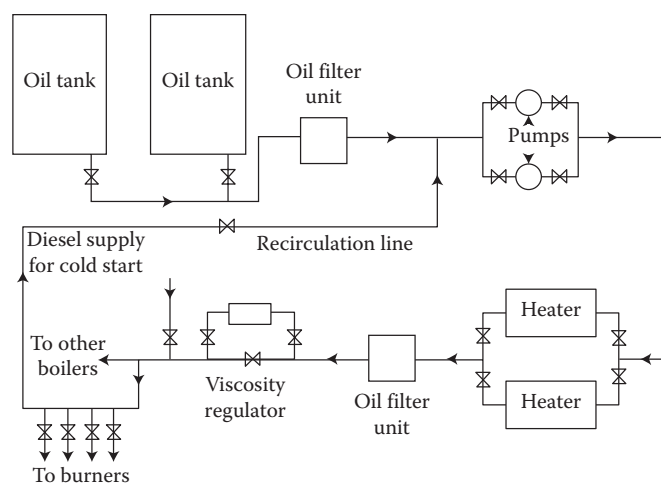 Oil tank
Oil tank
Oil filter
unit
Pumps
Diesel supply
for cold start
Recirculation line
Heater
To other
boilers
Viscosity
regulator
Oil filter
unit
Heater
To burners